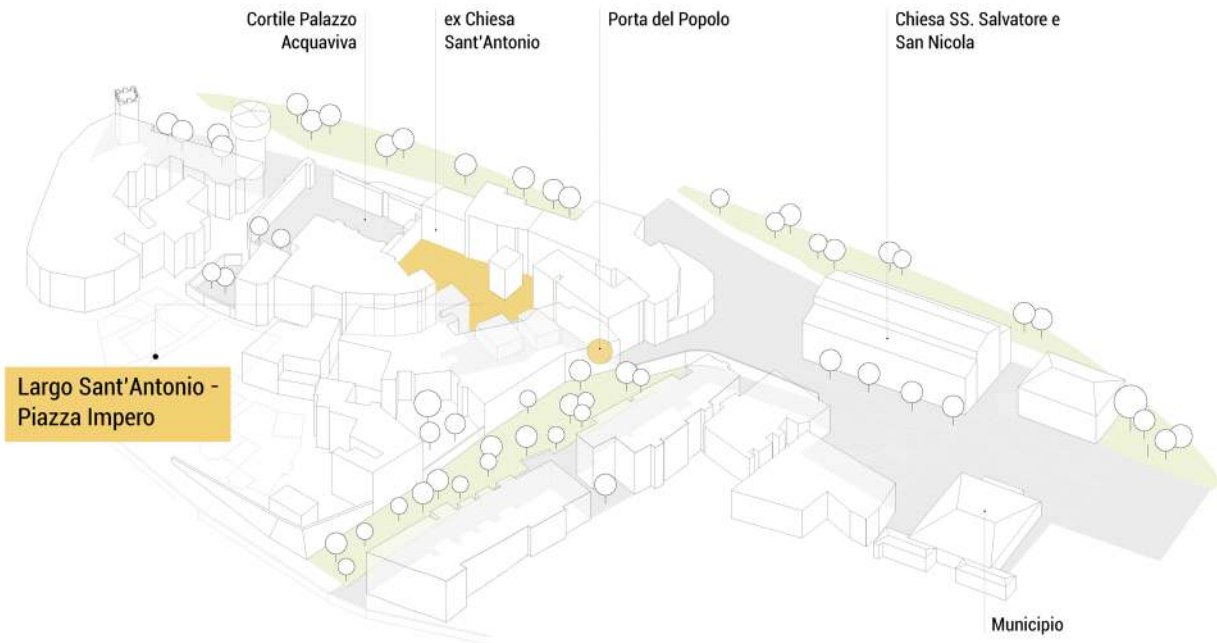 Cortile Palazzo
Acquaviva
ex Chiesa
Sant'Antonio
Porta del Popolo
Chiesa SS. Salvatore e
San Nicola
Largo Sant'Antonio -
Piazza Impero
Municipio